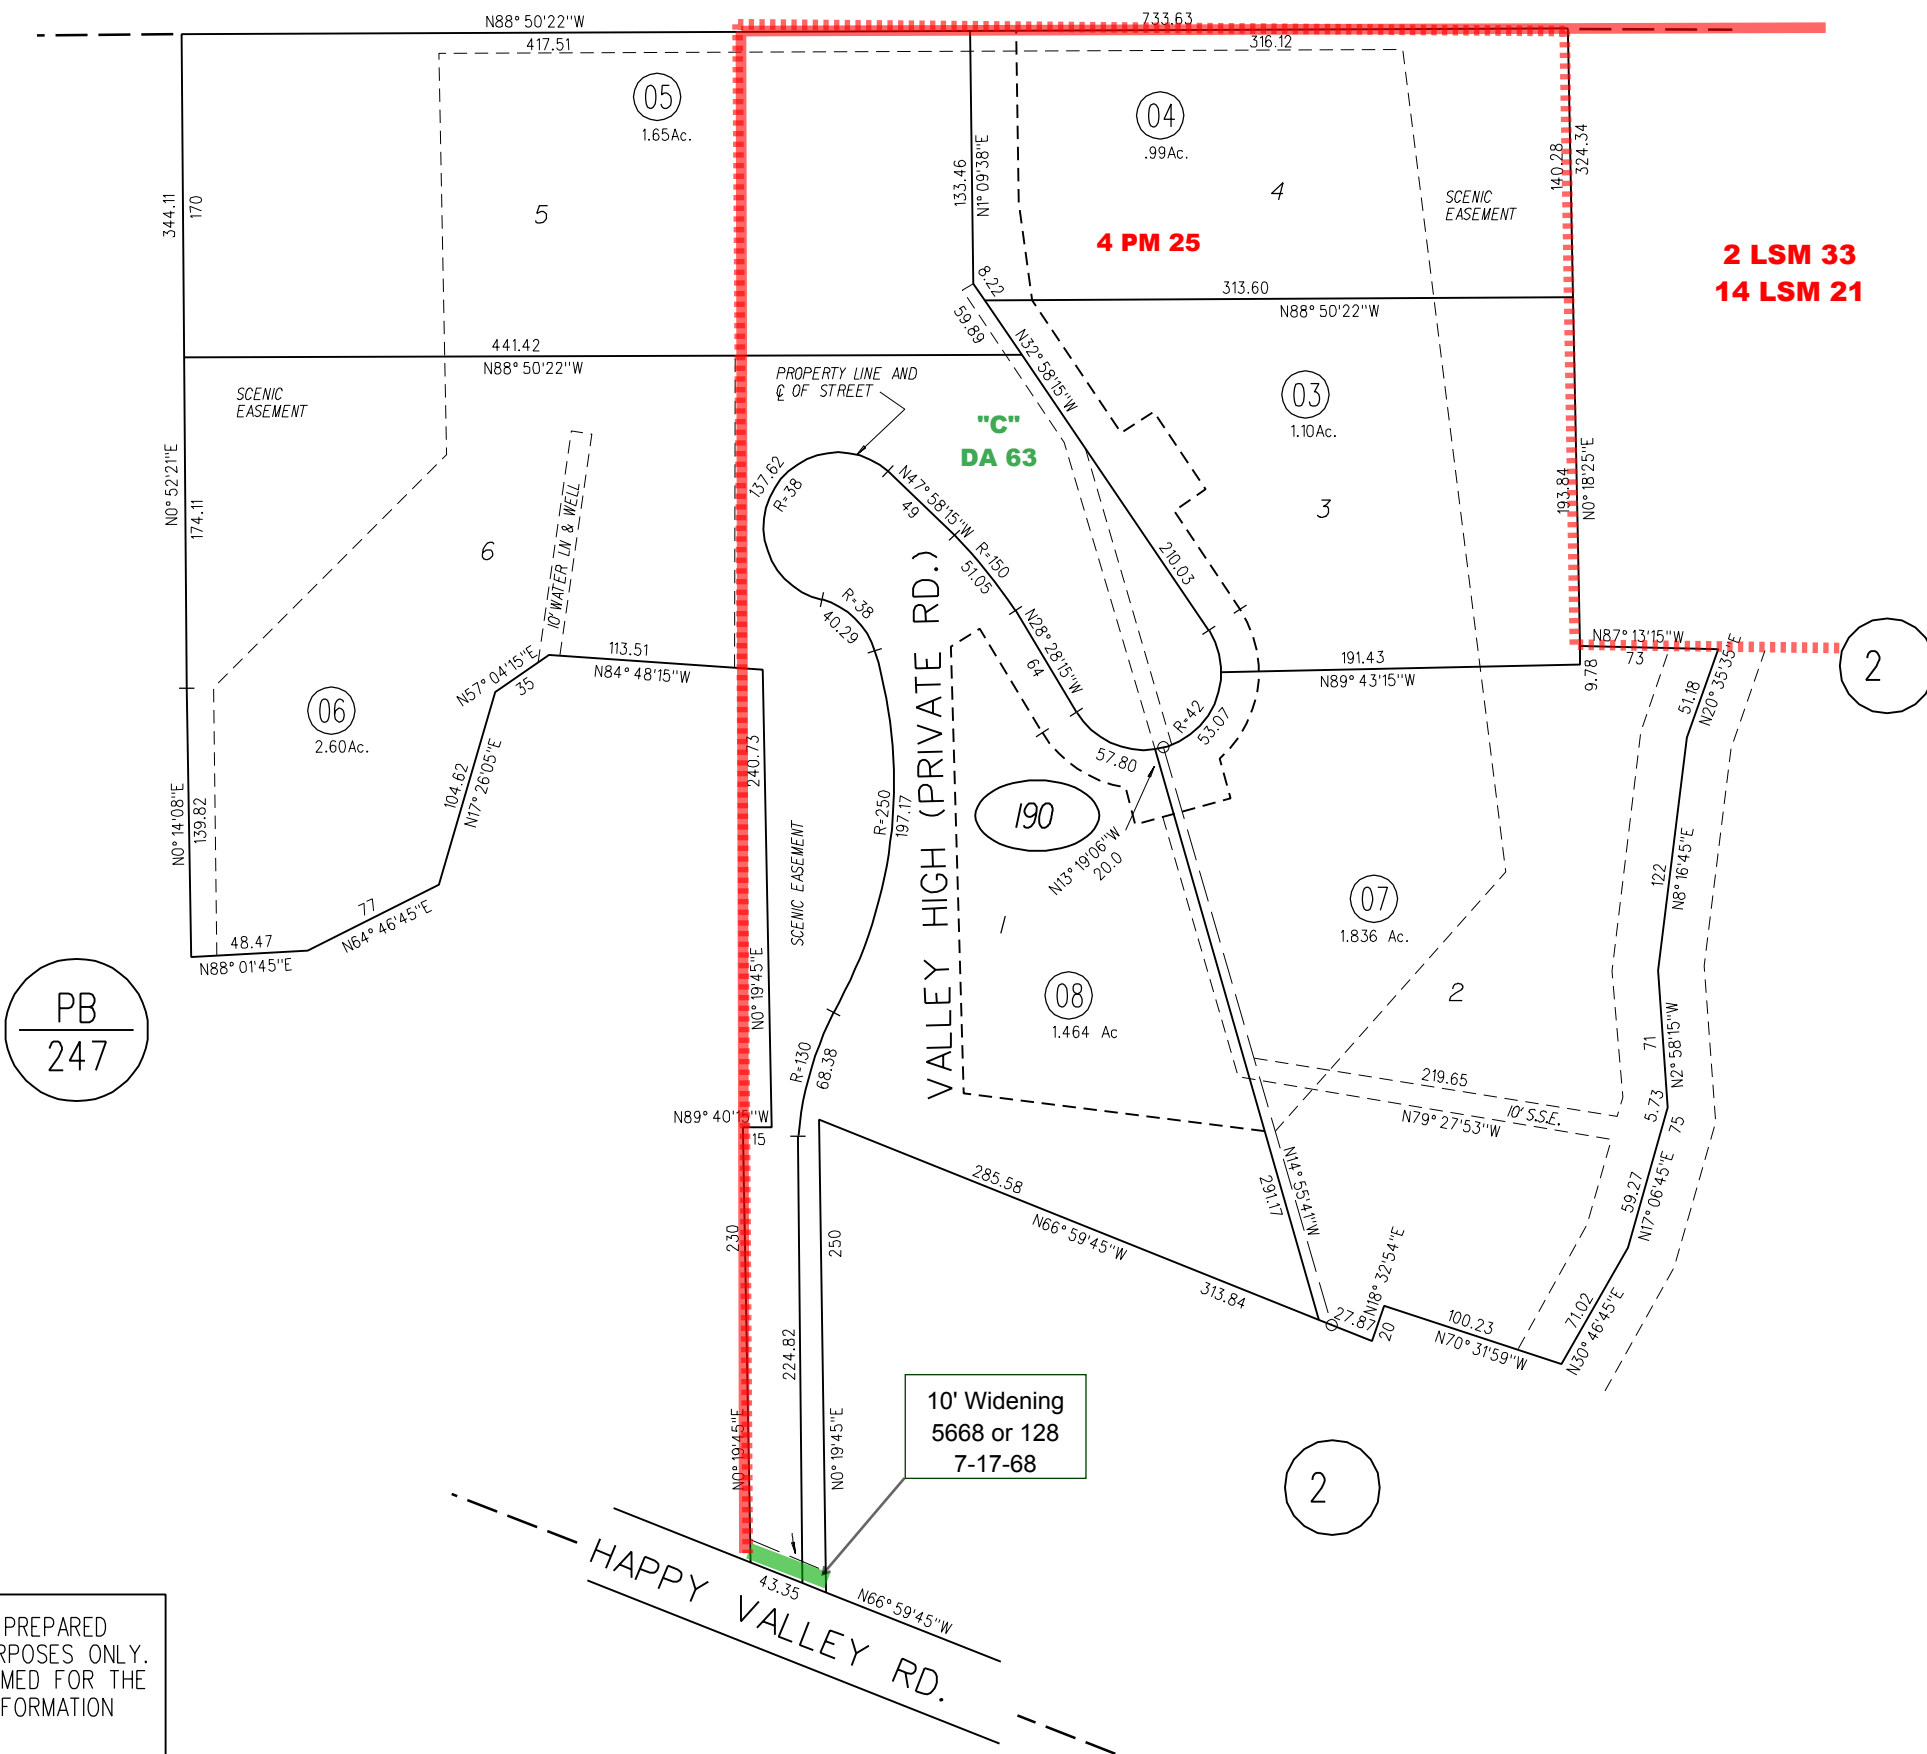 N88° 50'22"W
733.63
417.51
316.12
05
1.65Ac.
04
.99Ac.
5
4
344.11
170
133.46
N1° 09'38"E
140.28
324.34
SCENIC
EASEMENT
4 PM 25
2 LSM 33
14 LSM 21
8.22
313.60
N88° 50'22"W
59.89
N32° 58'15"W
441.42
N88° 50'22"W
PROPERTY LINE AND
℄ OF STREET
SCENIC
EASEMENT
"C"
DA 63
03
1.10Ac.
3
N0° 52'21"E
174.11
137.62
R=38
N47° 58'15"W
49
193.84
N0° 18'25"E
6
10' WATER LN & WELL
R=150
51.05
210.03
R=38
40.29
N28° 28'15"W
64
113.51
N84° 48'15"W
N57° 04'15"E
35
06
2.60Ac.
191.43
N89° 43'15"W
9.78
N87° 13'15"W
73
2
51.18
N20° 35'35"E
R=42
53.07
57.80
240.73
104.62
N17° 26'05"E
N0° 14'08"E
139.82
R=250
197.17
VALLEY HIGH (PRIVATE RD.)
190
N13° 19'06"W
20.0
SCENIC EASEMENT
77
N64° 46'45"E
48.47
N88° 01'45"E
122
N8° 16'45"E
07
1.836 Ac.
1
2
08
1.464 Ac
PB
247
N0° 19'45"E
R=130
68.38
71
N2° 58'15"W
219.65
10' S.S.E.
N79° 27'53"W
5.73
75
N89° 40'15"W
15
285.58
N66° 59'45"W
313.84
N14° 55'41"W
291.17
59.27
N17° 06'45"E
230
250
224.82
27.87
N18° 32'54"E
20
100.23
N70° 31'59"W
71.02
N30° 46'45"E
10' Widening
5668 or 128
7-17-68
N0° 19'45"E
N0° 19'45"E
2
43.35
N66° 59'45"W
HAPPY VALLEY RD.
PREPARED
RPOSES ONLY.
MED FOR THE
FORMATION